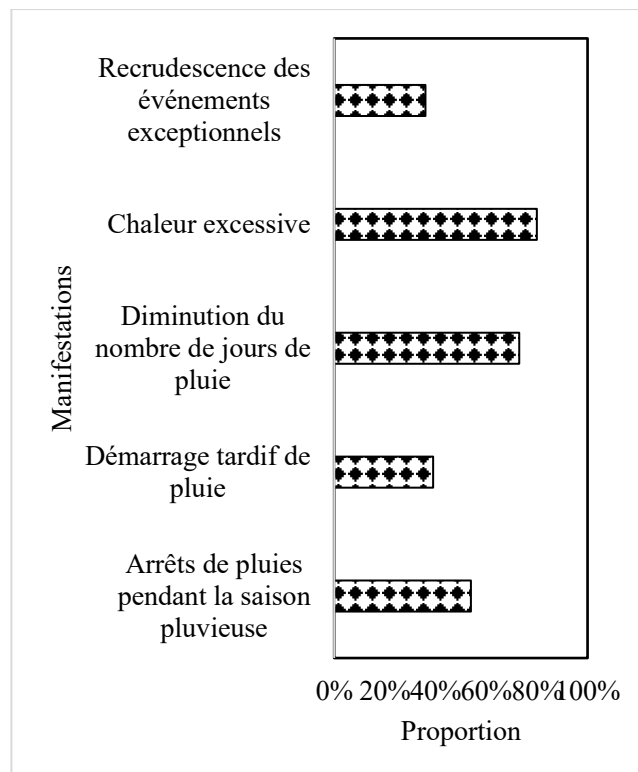 Recrudescence des
événements
exceptionnels
Chaleur excessive
Diminution du
nombre de jours de
pluie
Démarrage tardif de
pluie
Arrêts de pluies
pendant la saison
pluvieuse
Manifestations
0% 20% 40% 60% 80% 100%
Proportion